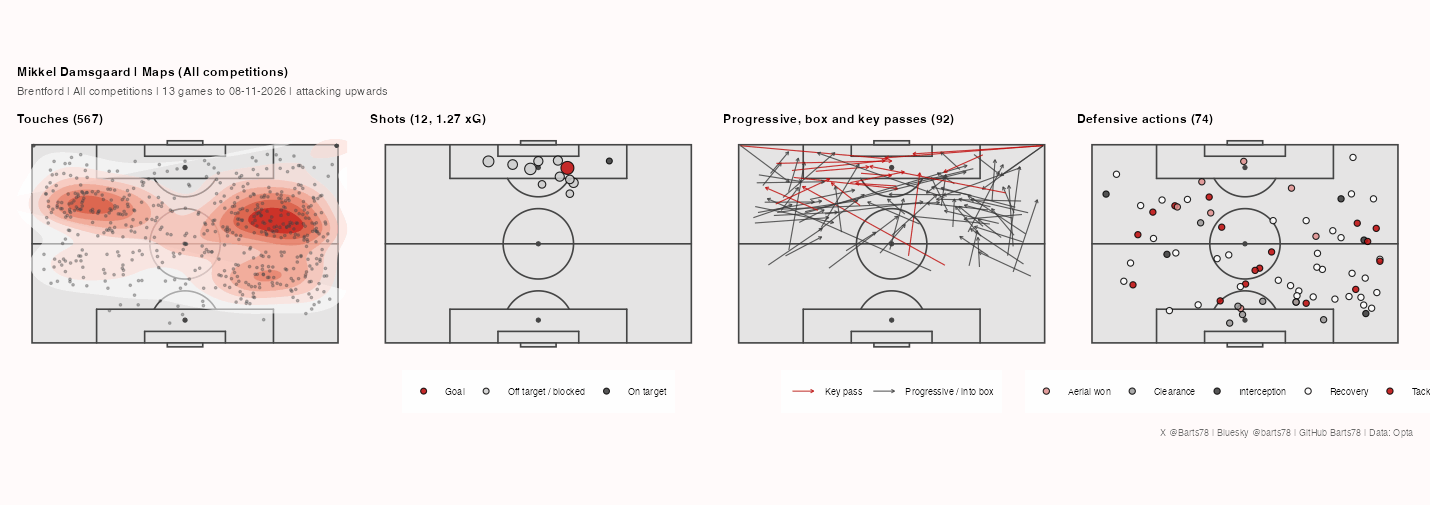 Mikkel Damsgaard | Maps (All competitions)
Brentford | All competitions | 13 games to 08-11-2026 | attacking upwards
Touches (567)
Shots (12, 1.27 xG)
Progressive, box and key passes (92)
Defensive actions (74)
Goal
Off target / blocked
On target
Key pass
Progressive / into box
Aerial won
Clearance
Interception
Recovery
Tack
X @Barts78 | Bluesky @barts78 | GitHub Barts78 | Data: Opta